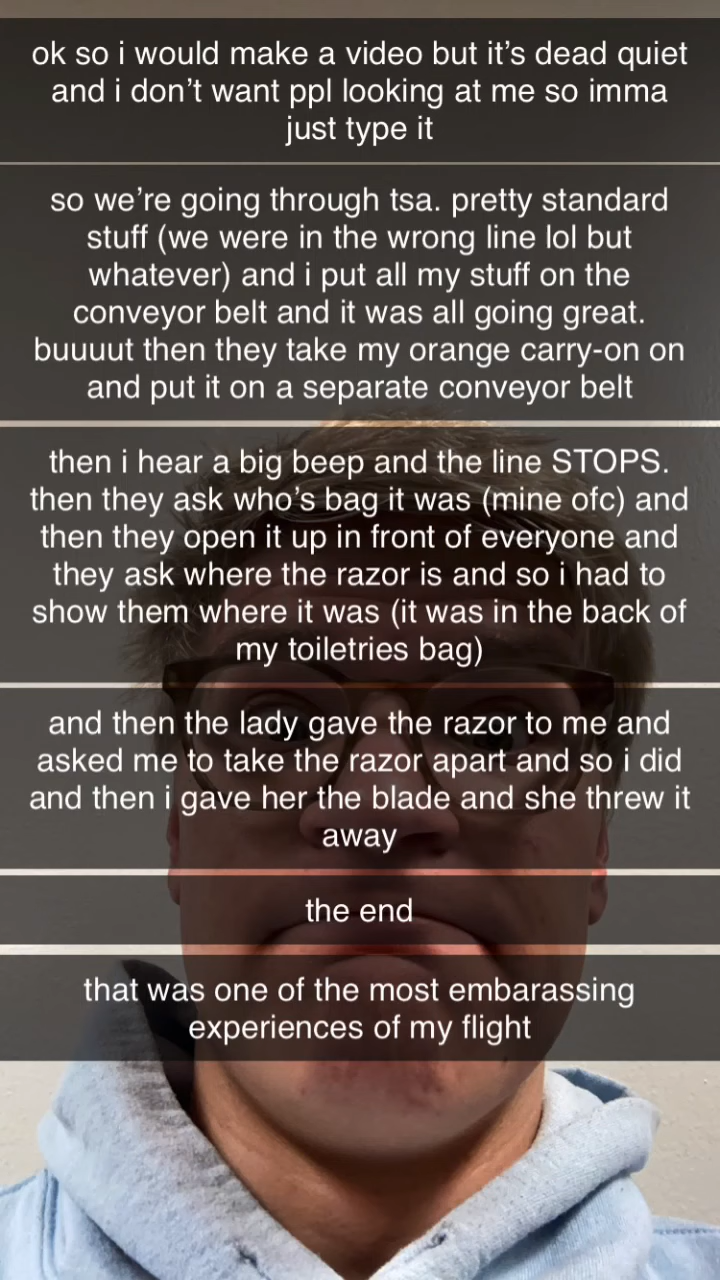 ok so i would make a video but it's dead quiet
and i don't want ppl looking at me so imma
just type it
so we're going through tsa. pretty standard
stuff (we were in the wrong line lol but
whatever) and i put all my stuff on the
conveyor belt and it was all going great.
buuuut then they take my orange carry-on on
and put it on a separate conveyor belt
then i hear a big beep and the line STOPS.
then they ask who's bag it was (mine ofc) and
then they open it up in front of everyone and
they ask where the razor is and so i had to
show them where it was (it was in the back of
my toiletries bag)
and then the lady gave the razor to me and
asked me to take the razor apart and so i did
and then i gave her the blade and she threw it
away
the end
that was one of the most embarassing
experiences of my flight